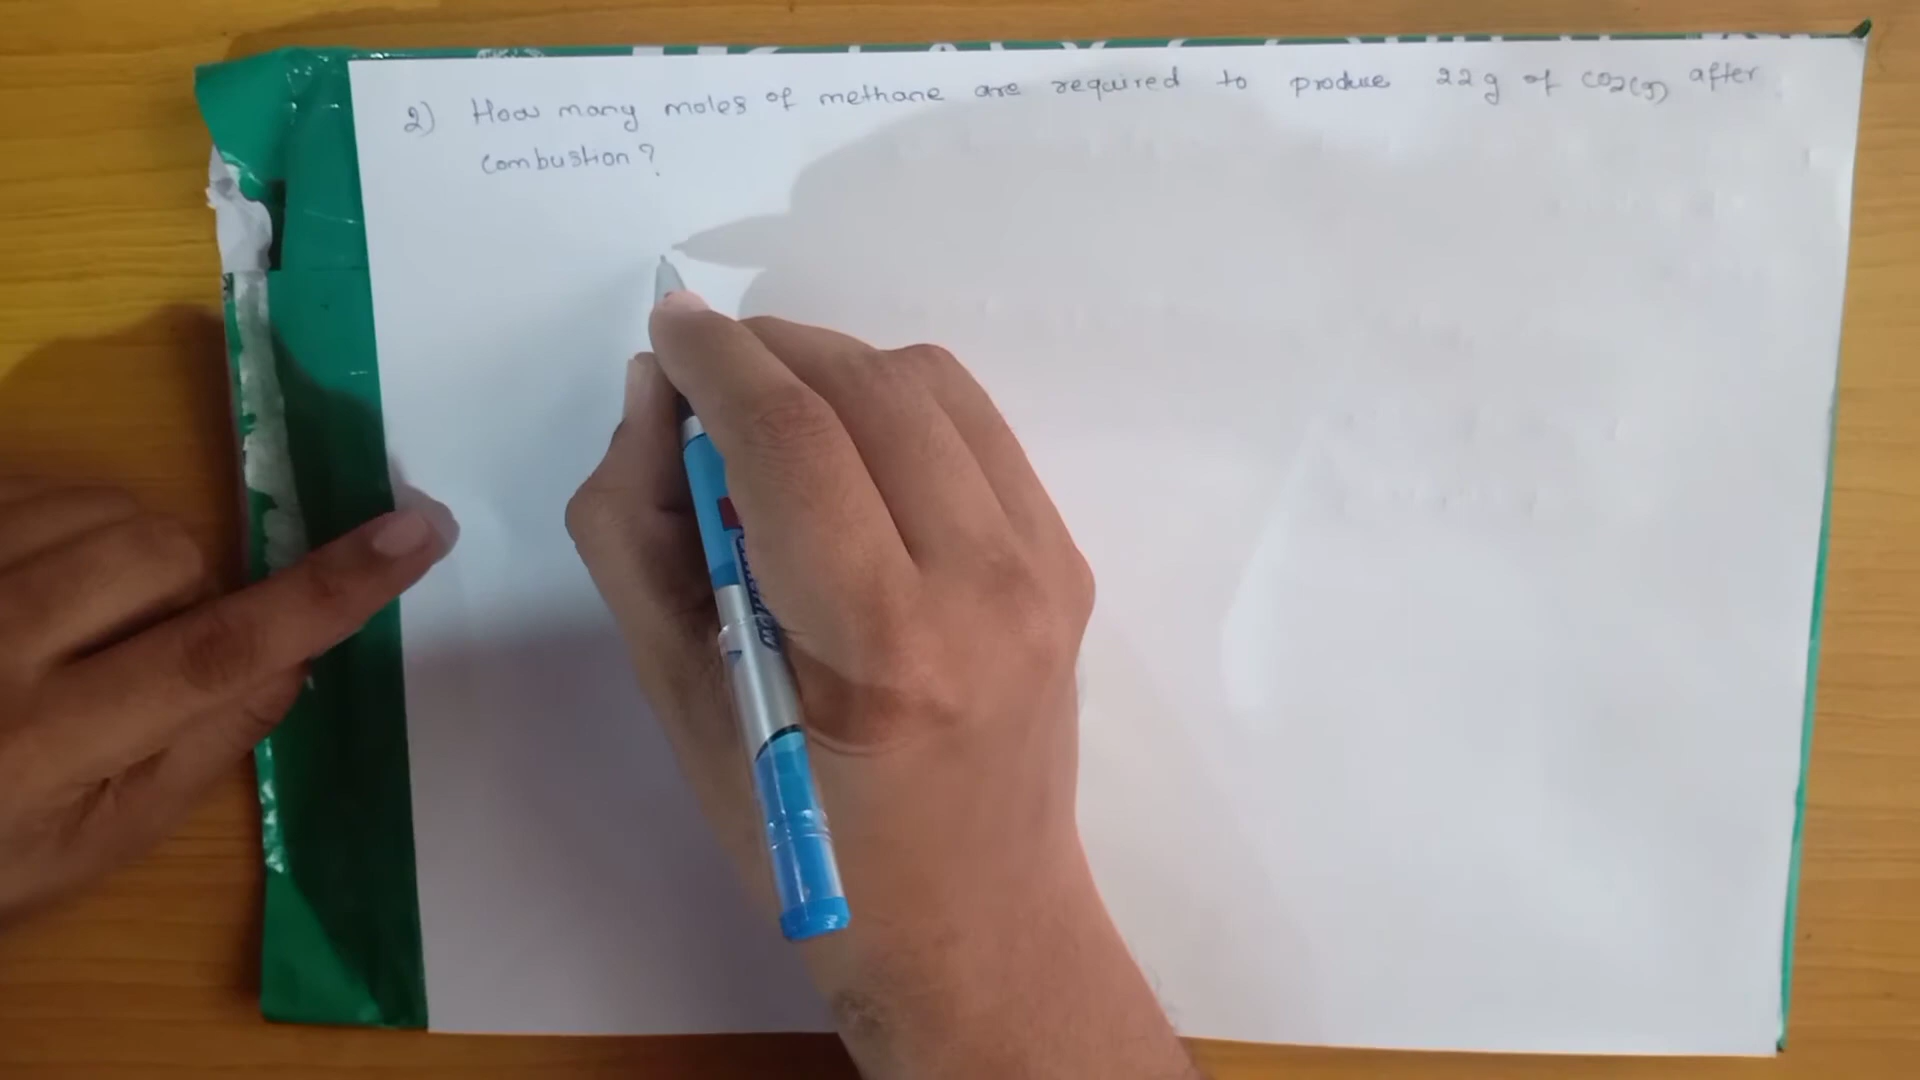 2) How many moles of methane are required to produce 22 g of CO2(g) after
combustion?